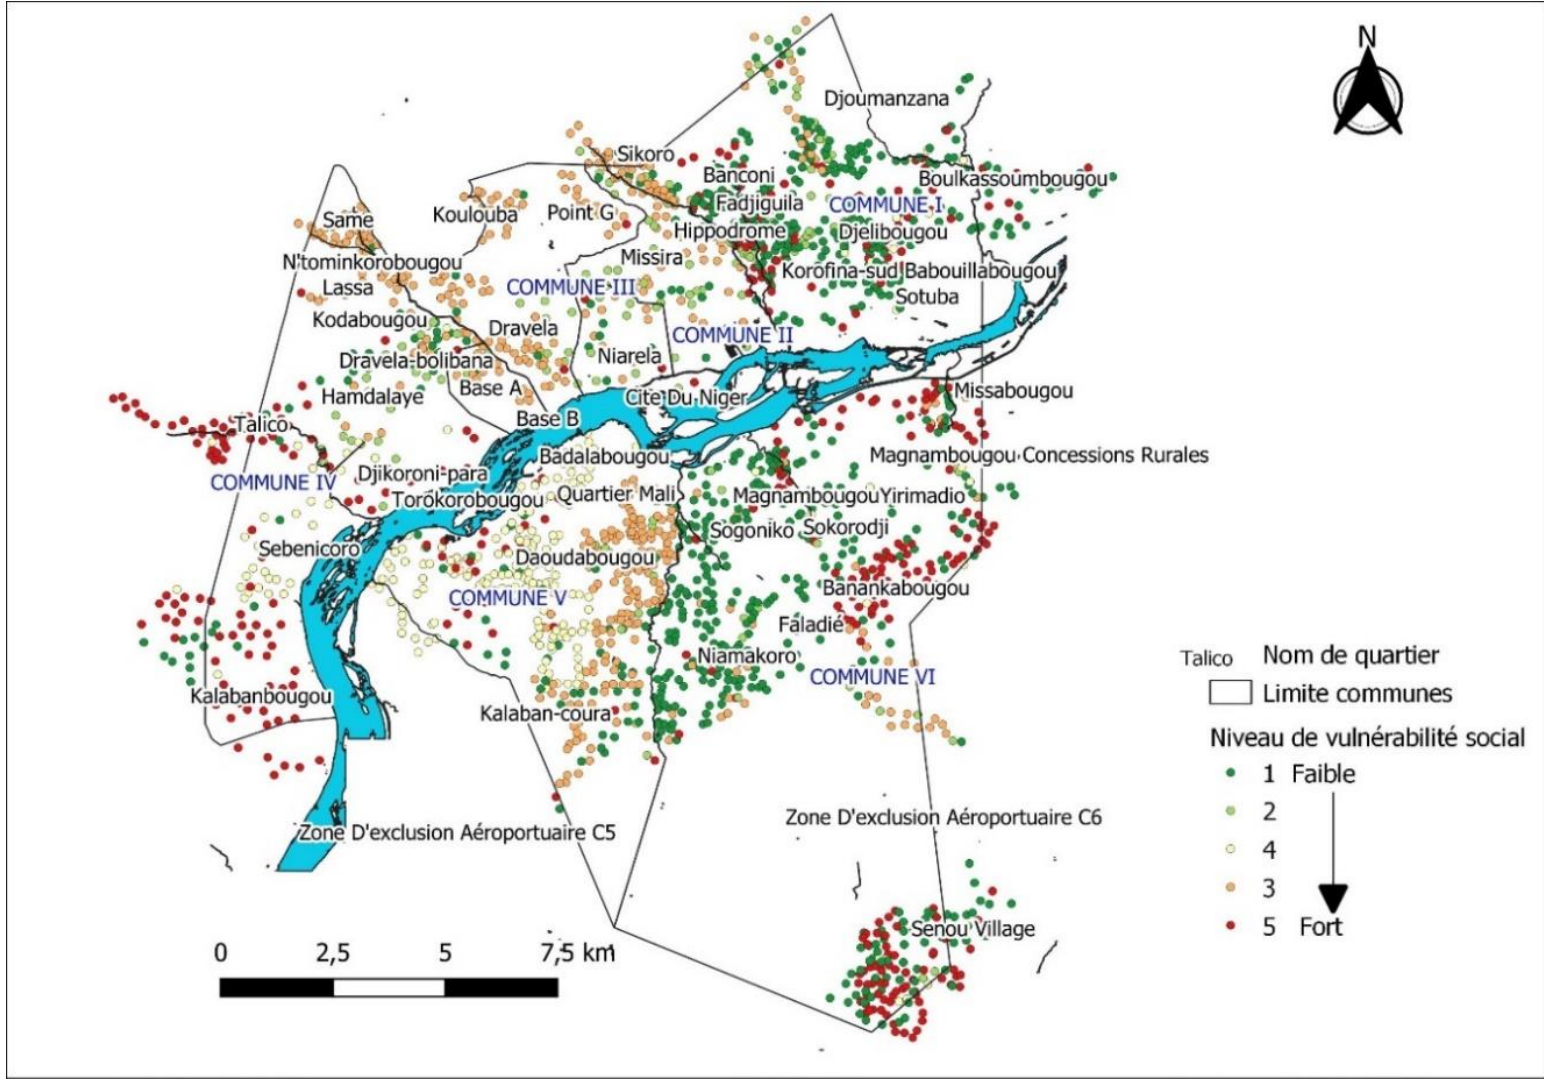 N
Djoumanzana
Sikoro
Banconi
Boulkassoumbougou
Fadjiguila
COMMUNE I
Same
Koulouba
Point G
Hippodrome
Djelibougou
N'tominkorobougou
Missira
Korofina-sud
Babouillabougou
Lassa
COMMUNE III
Sotuba
Kodabougou
Dravela
COMMUNE II
Dravela-bolibana
Niarela
Base A
Hamdalaye
Cite Du Niger
Missabougou
Talico
Base B
Badalabougou
Magnambougou Concessions Rurales
COMMUNE IV
Djikoroni-para
Torokorobougou
Quartier Mali
Magnambougou
Yirimadio
Sogoniko
Sokorodji
Sebenicoro
Daoudabougou
COMMUNE V
Banankabougou
Faladié
Niamakoro
COMMUNE VI
Kalabanbougou
Kalaban-coura
Zone D'exclusion Aéroportuaire C5
Zone D'exclusion Aéroportuaire C6
Senou Village
0 2,5 5 7,5 km
Talico Nom de quartier
Limite communes
Niveau de vulnérabilité social
1 Faible
2
4
3
5 Fort